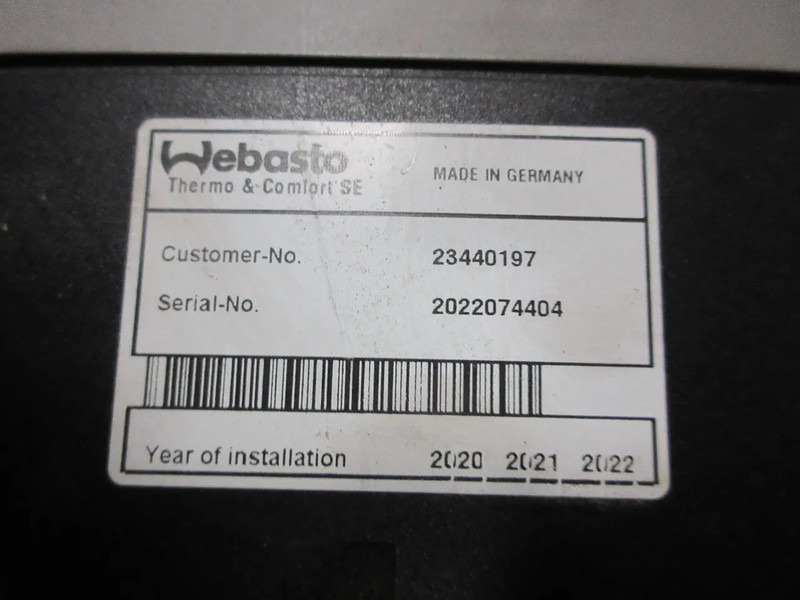 Webasto
Thermo & Comfort SE
MADE IN GERMANY
Customer-No. 23440197
Serial-No. 2022074404
Year of installation 2020 2021 2022